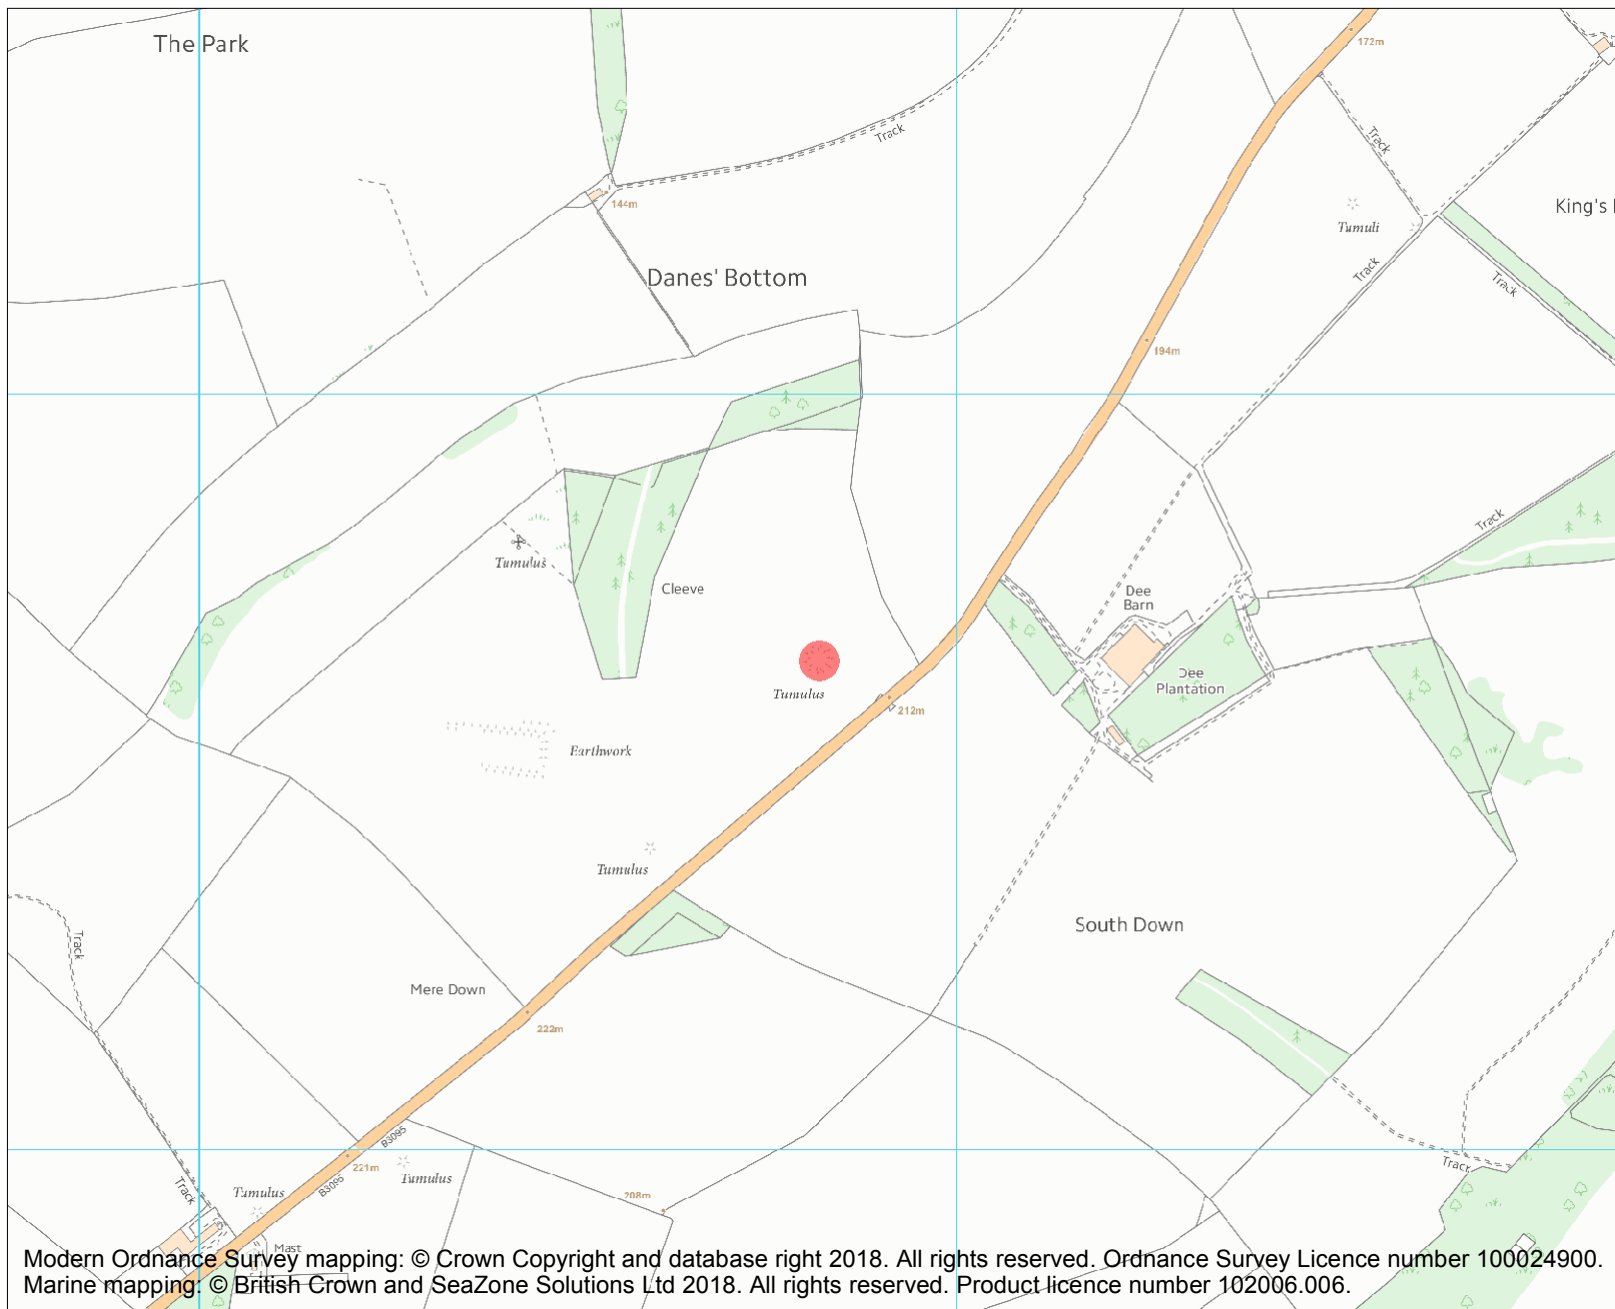 The Park
172m
Track
Track
144m
Tumuli
King's
Track
Track
Danes' Bottom
194m
Track
Tumulus
Cleeve
Dee
Barn
Dee
Plantation
Tumulus
212m
Earthwork
Tumulus
South Down
Track
Mere Down
222m
B3095
221m
B3095
Tumulus
Track
Track
Tumulus
208m
Mast
Modern Ordnance Survey mapping: © Crown Copyright and database right 2018. All rights reserved. Ordnance Survey Licence number 100024900.
Marine mapping: © British Crown and SeaZone Solutions Ltd 2018. All rights reserved. Product licence number 102006.006.